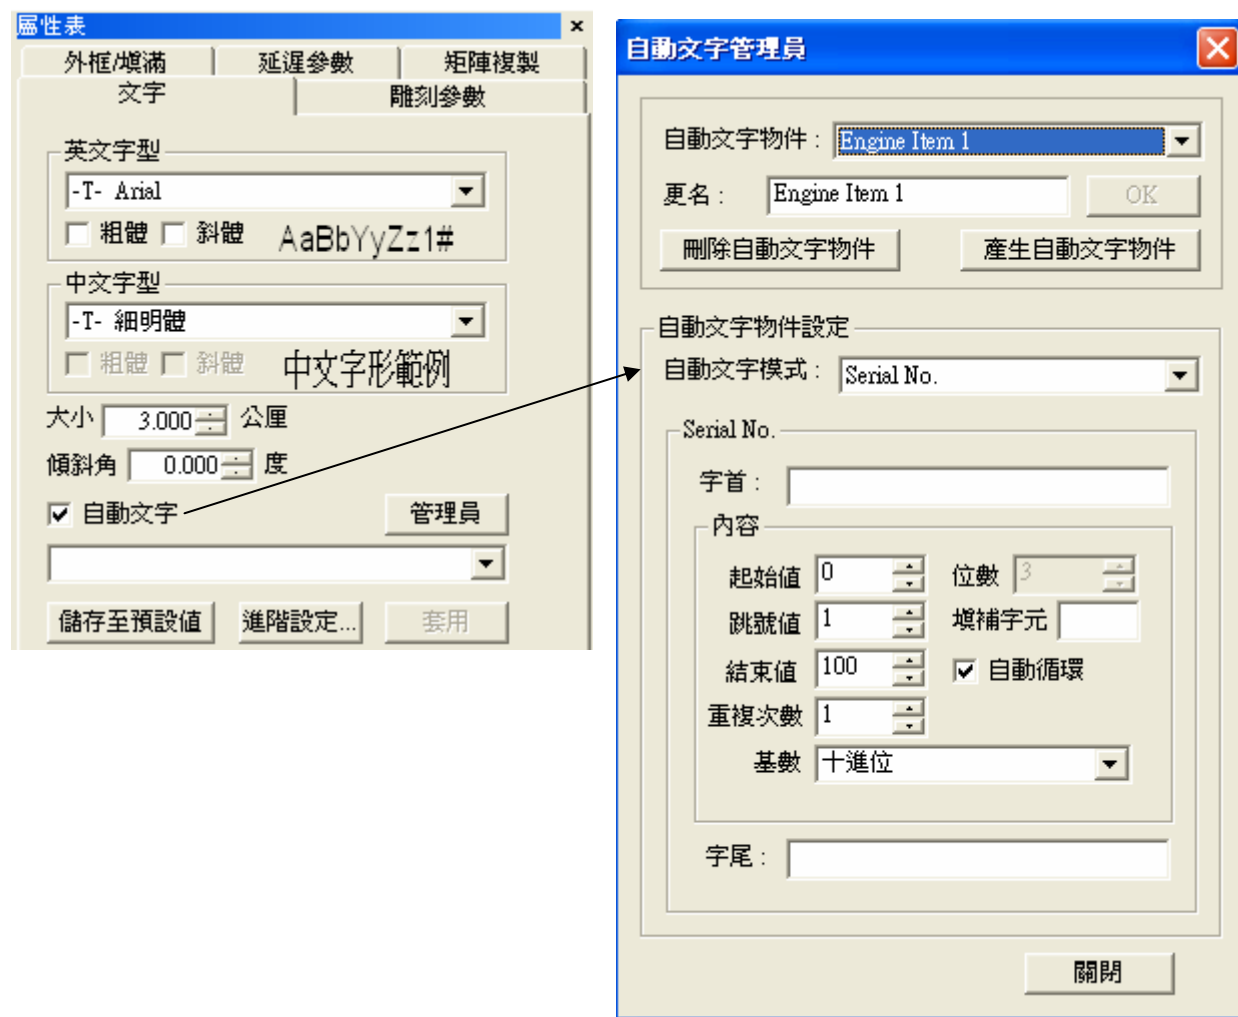 屬性表
外框/填滿
延遲參數
矩陣複製
文字
雕刻參數
英文字型
-T- Arial
粗體
斜體
AaBbYyZz1#
中文字型
-T- 細明體
粗體
斜體
中文字形範例
大小
3.000
公厘
傾斜角
0.000
度
自動文字
管理員
儲存至預設值
進階設定...
套用
自動文字管理員
自動文字物件：
Engine Item 1
更名：
Engine Item 1
OK
刪除自動文字物件
產生自動文字物件
自動文字物件設定
自動文字模式：
Serial No.
Serial No.
字首：
內容
起始值
0
位數
3
跳號值
1
填補字元
結束值
100
自動循環
重複次數
1
基數
十進位
字尾：
關閉